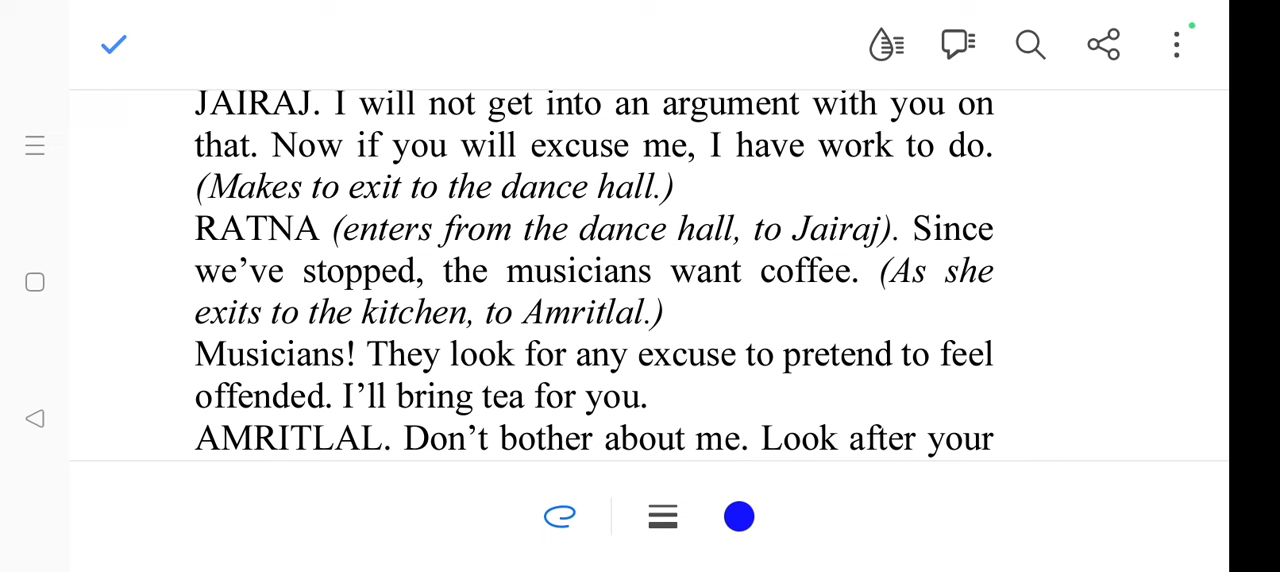 JAIRAJ. I will not get into an argument with you on
that. Now if you will excuse me, I have work to do.
(Makes to exit to the dance hall.)
RATNA (enters from the dance hall, to Jairaj). Since
we’ve stopped, the musicians want coffee. (As she
exits to the kitchen, to Amritlal.)
Musicians! They look for any excuse to pretend to feel
offended. I’ll bring tea for you.
AMRITLAL. Don’t bother about me. Look after your